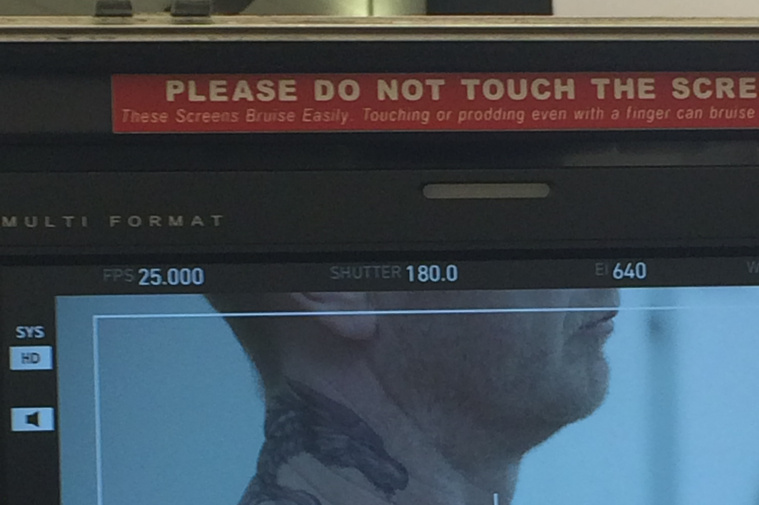 PLEASE DO NOT TOUCH THE SCRE
These Screens Bruise Easily. Touching or prodding even with a finger can bruise
MULTI FORMAT
FPS 25.000 SHUTTER 180.0 EI 640 W
SYS
HD